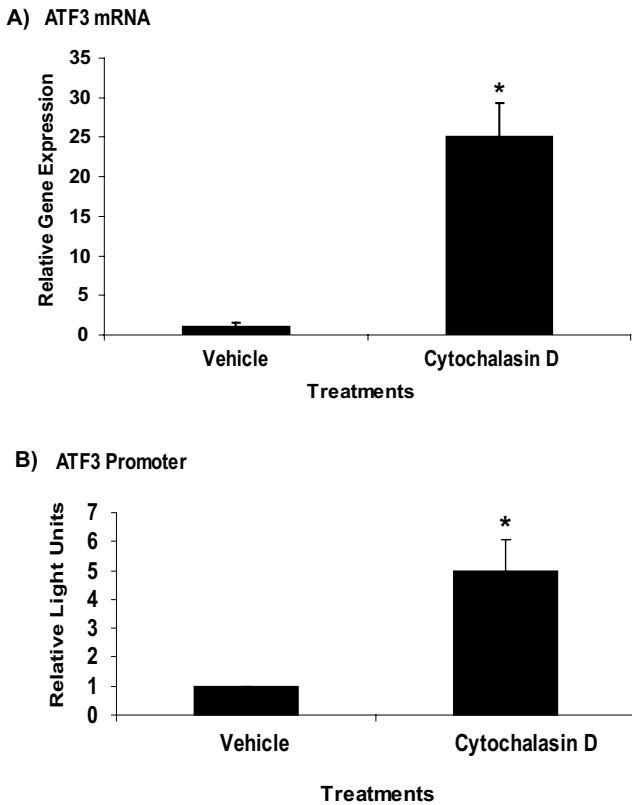 A) ATF3 mRNA
Relative Gene Expression
35
30
25
20
15
10
5
0
*
Vehicle
Cytochalasin D
Treatments
B) ATF3 Promoter
Relative Light Units
7
6
5
4
3
2
1
0
*
Vehicle
Cytochalasin D
Treatments